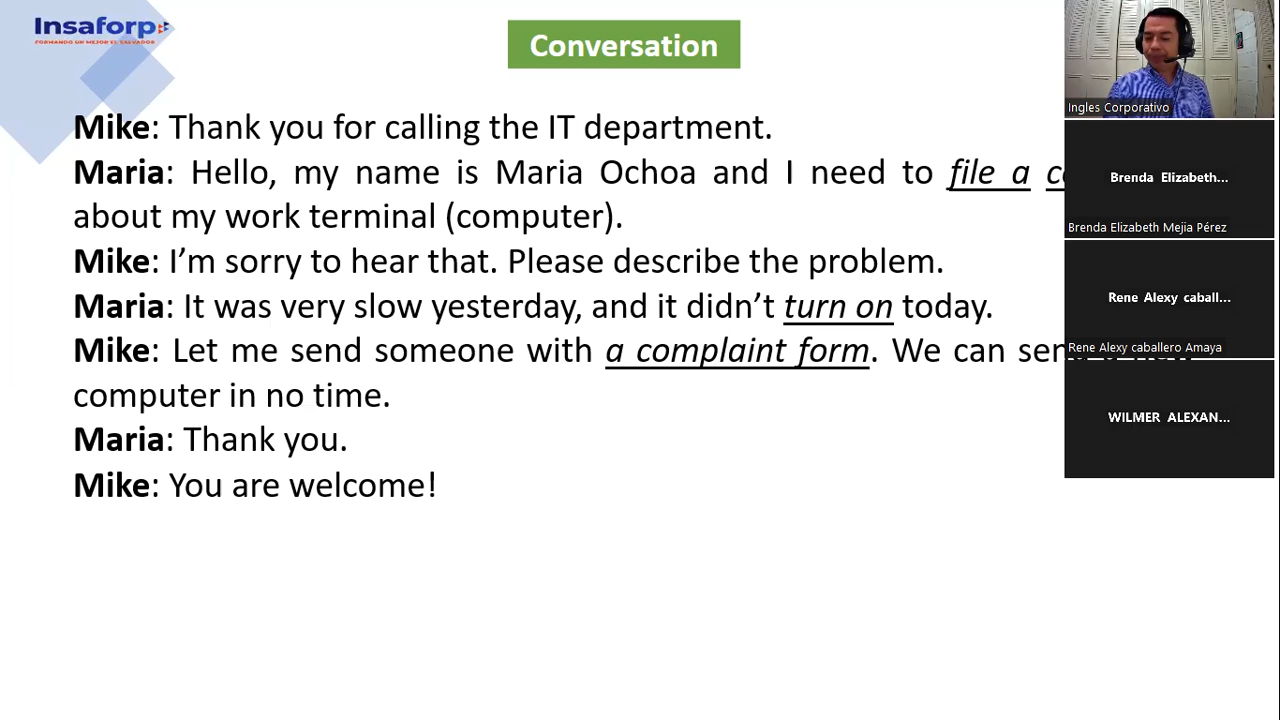 Insaforp
FORMANDO UN MEJOR EL SALVADOR
Conversation
Mike: Thank you for calling the IT department.
Maria: Hello, my name is Maria Ochoa and I need to file a
about my work terminal (computer).
Mike: I’m sorry to hear that. Please describe the problem.
Maria: It was very slow yesterday, and it didn’t turn on today.
Mike: Let me send someone with a complaint form. We can send a new
computer in no time.
Maria: Thank you.
Mike: You are welcome!
Ingles Corporativo
Brenda Elizabeth...
Brenda Elizabeth Mejia Pérez
Rene Alexy caball...
Rene Alexy caballero Amaya
WILMER ALEXAN...